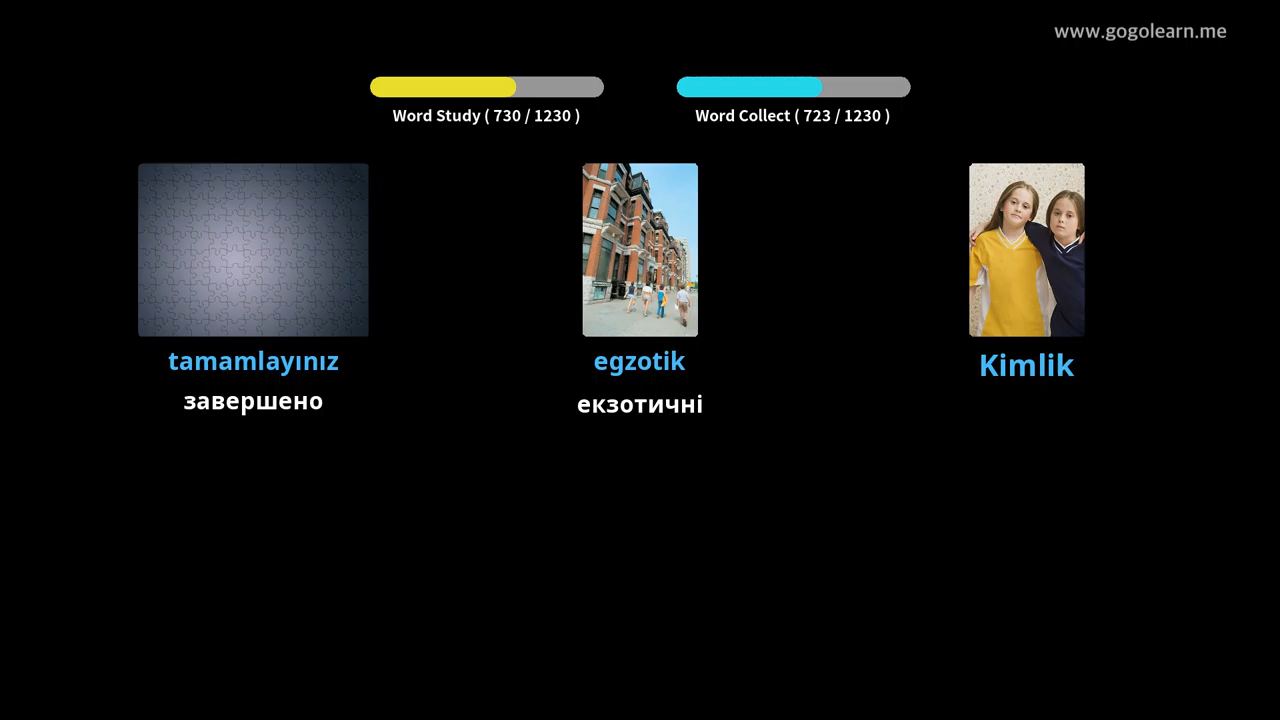 www.gogolearn.me
Word Study ( 730 / 1230 )
Word Collect ( 723 / 1230 )
tamamlayınız
завершено
egzotik
екзотичні
Kimlik